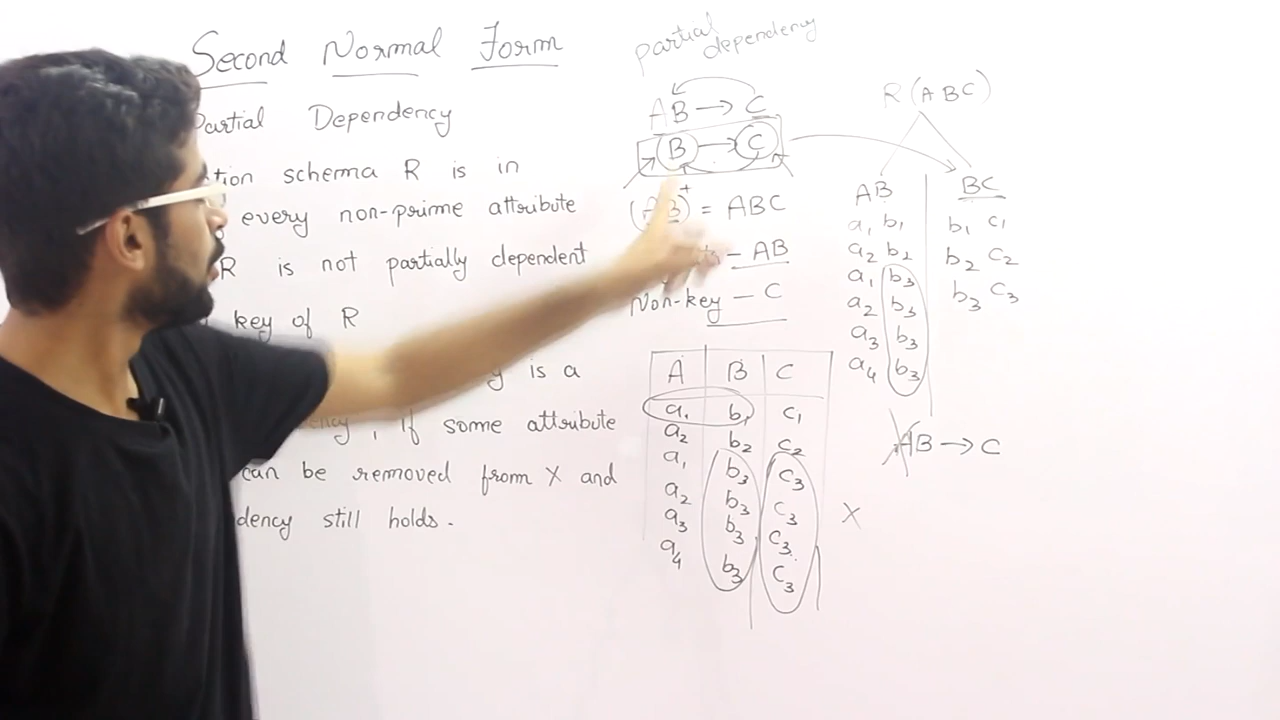 Second Normal Form
Partial Dependency
tion schema R is in
every non-prime attribute
R is not partially dependent
key of R
y is a
ency, if some attribute
can be removed from X and
dency still holds.
partial dependency
AB → C
B → C
(AB)+ = ABC
- AB
Non-key - C
A B C
a1 b1 c1
a2 b2 c2
a1 b3 c3
a2 b3 c3
a3 b3 c3
a4 b3 c3
X
R(ABC)
AB
a1 b1
a2 b2
a1 b3
a2 b3
a3 b3
a4 b3
BC
b1 c1
b2 c2
b3 c3
AB → C